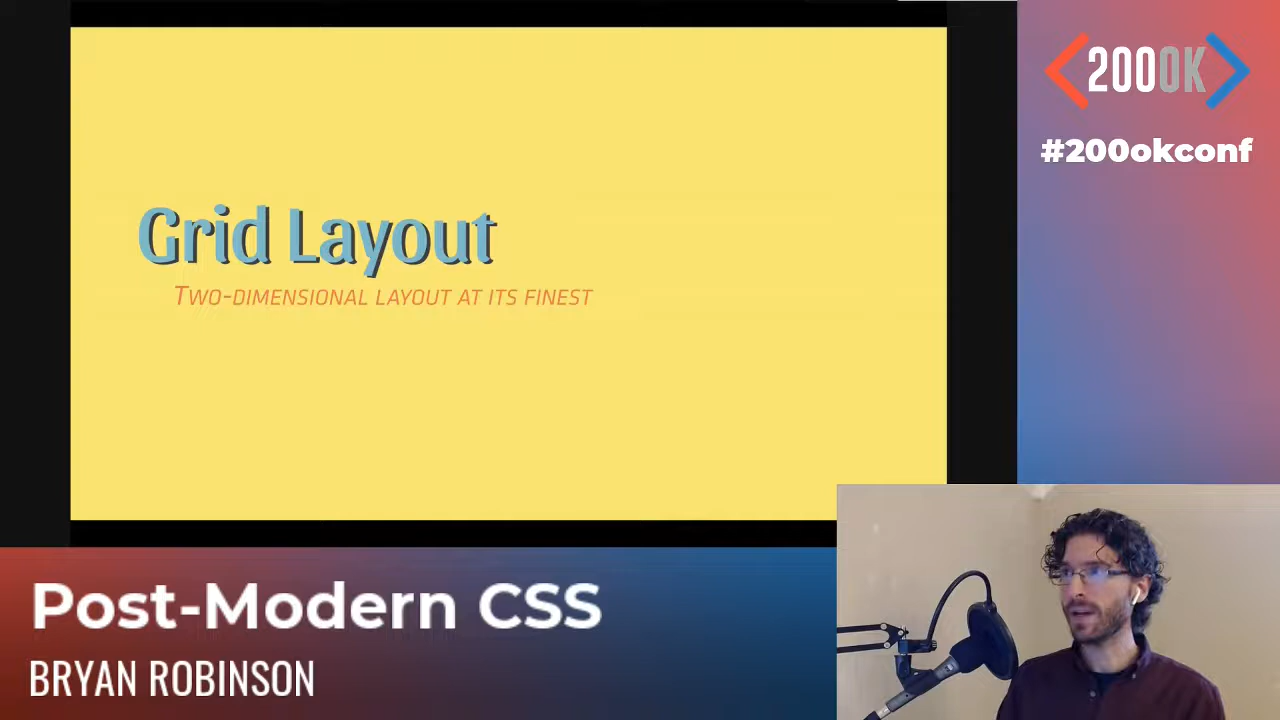 Grid Layout
Two-dimensional layout at its finest
200OK
#200okconf
Post-Modern CSS
BRYAN ROBINSON